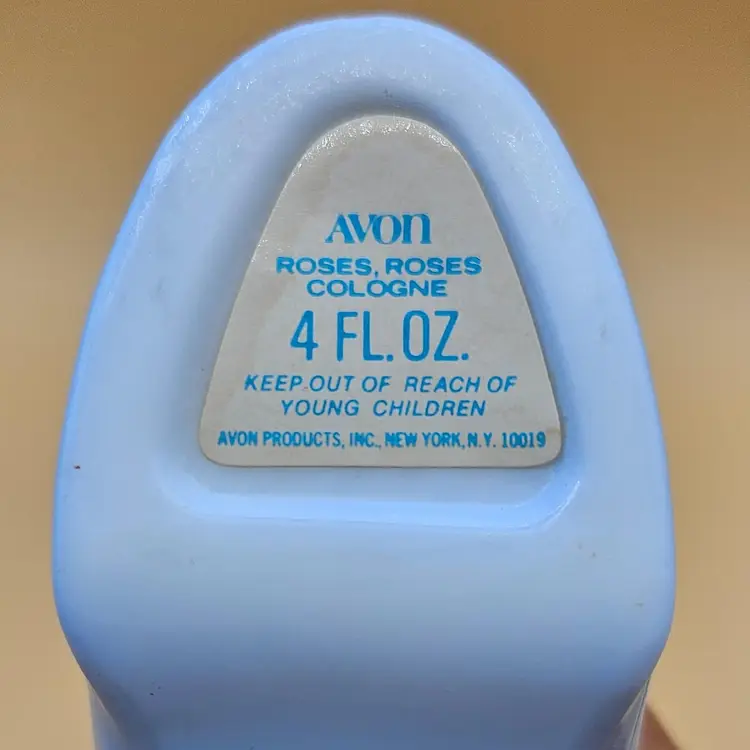 AVON
ROSES, ROSES
COLOGNE
4 FL. OZ.
KEEP OUT OF REACH OF
YOUNG CHILDREN
AVON PRODUCTS, INC., NEW YORK, N.Y. 10019